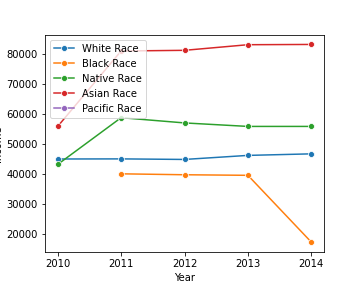 White Race
Black Race
Native Race
Asian Race
Pacific Race
80000
70000
60000
50000
40000
30000
20000
2010
2011
2012
2013
2014
Year